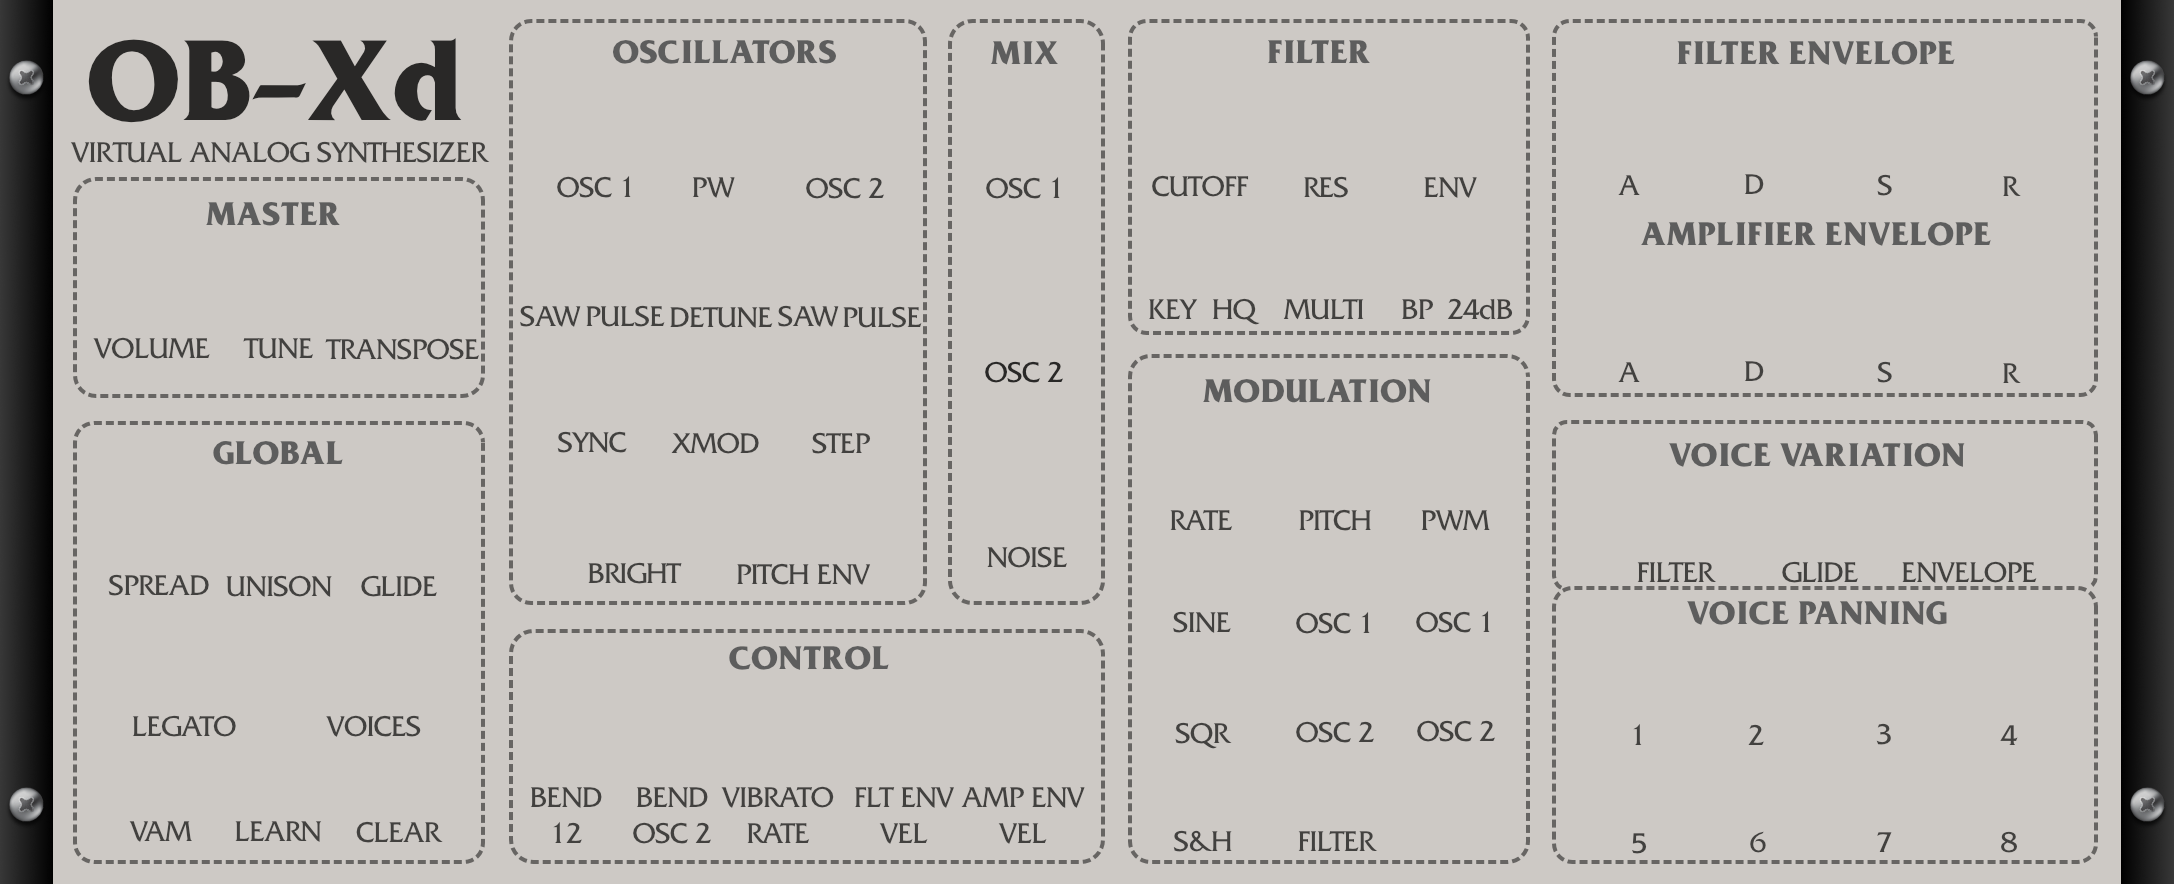 OB-Xd
VIRTUAL ANALOG SYNTHESIZER
MASTER
VOLUME TUNE TRANSPOSE
GLOBAL
SPREAD UNISON GLIDE
LEGATO VOICES
VAM LEARN CLEAR
OSCILLATORS
OSC 1 PW OSC 2
SAW PULSE DETUNE SAW PULSE
SYNC XMOD STEP
BRIGHT PITCH ENV
MIX
OSC 1
OSC 2
NOISE
CONTROL
BEND BEND VIBRATO FLT ENV AMP ENV
12 OSC 2 RATE VEL VEL
FILTER
CUTOFF RES ENV
KEY HQ MULTI BP 24dB
MODULATION
RATE PITCH PWM
SINE OSC 1 OSC 1
SQR OSC 2 OSC 2
S&H FILTER
FILTER ENVELOPE
A D S R
AMPLIFIER ENVELOPE
A D S R
VOICE VARIATION
FILTER GLIDE ENVELOPE
VOICE PANNING
1 2 3 4
5 6 7 8